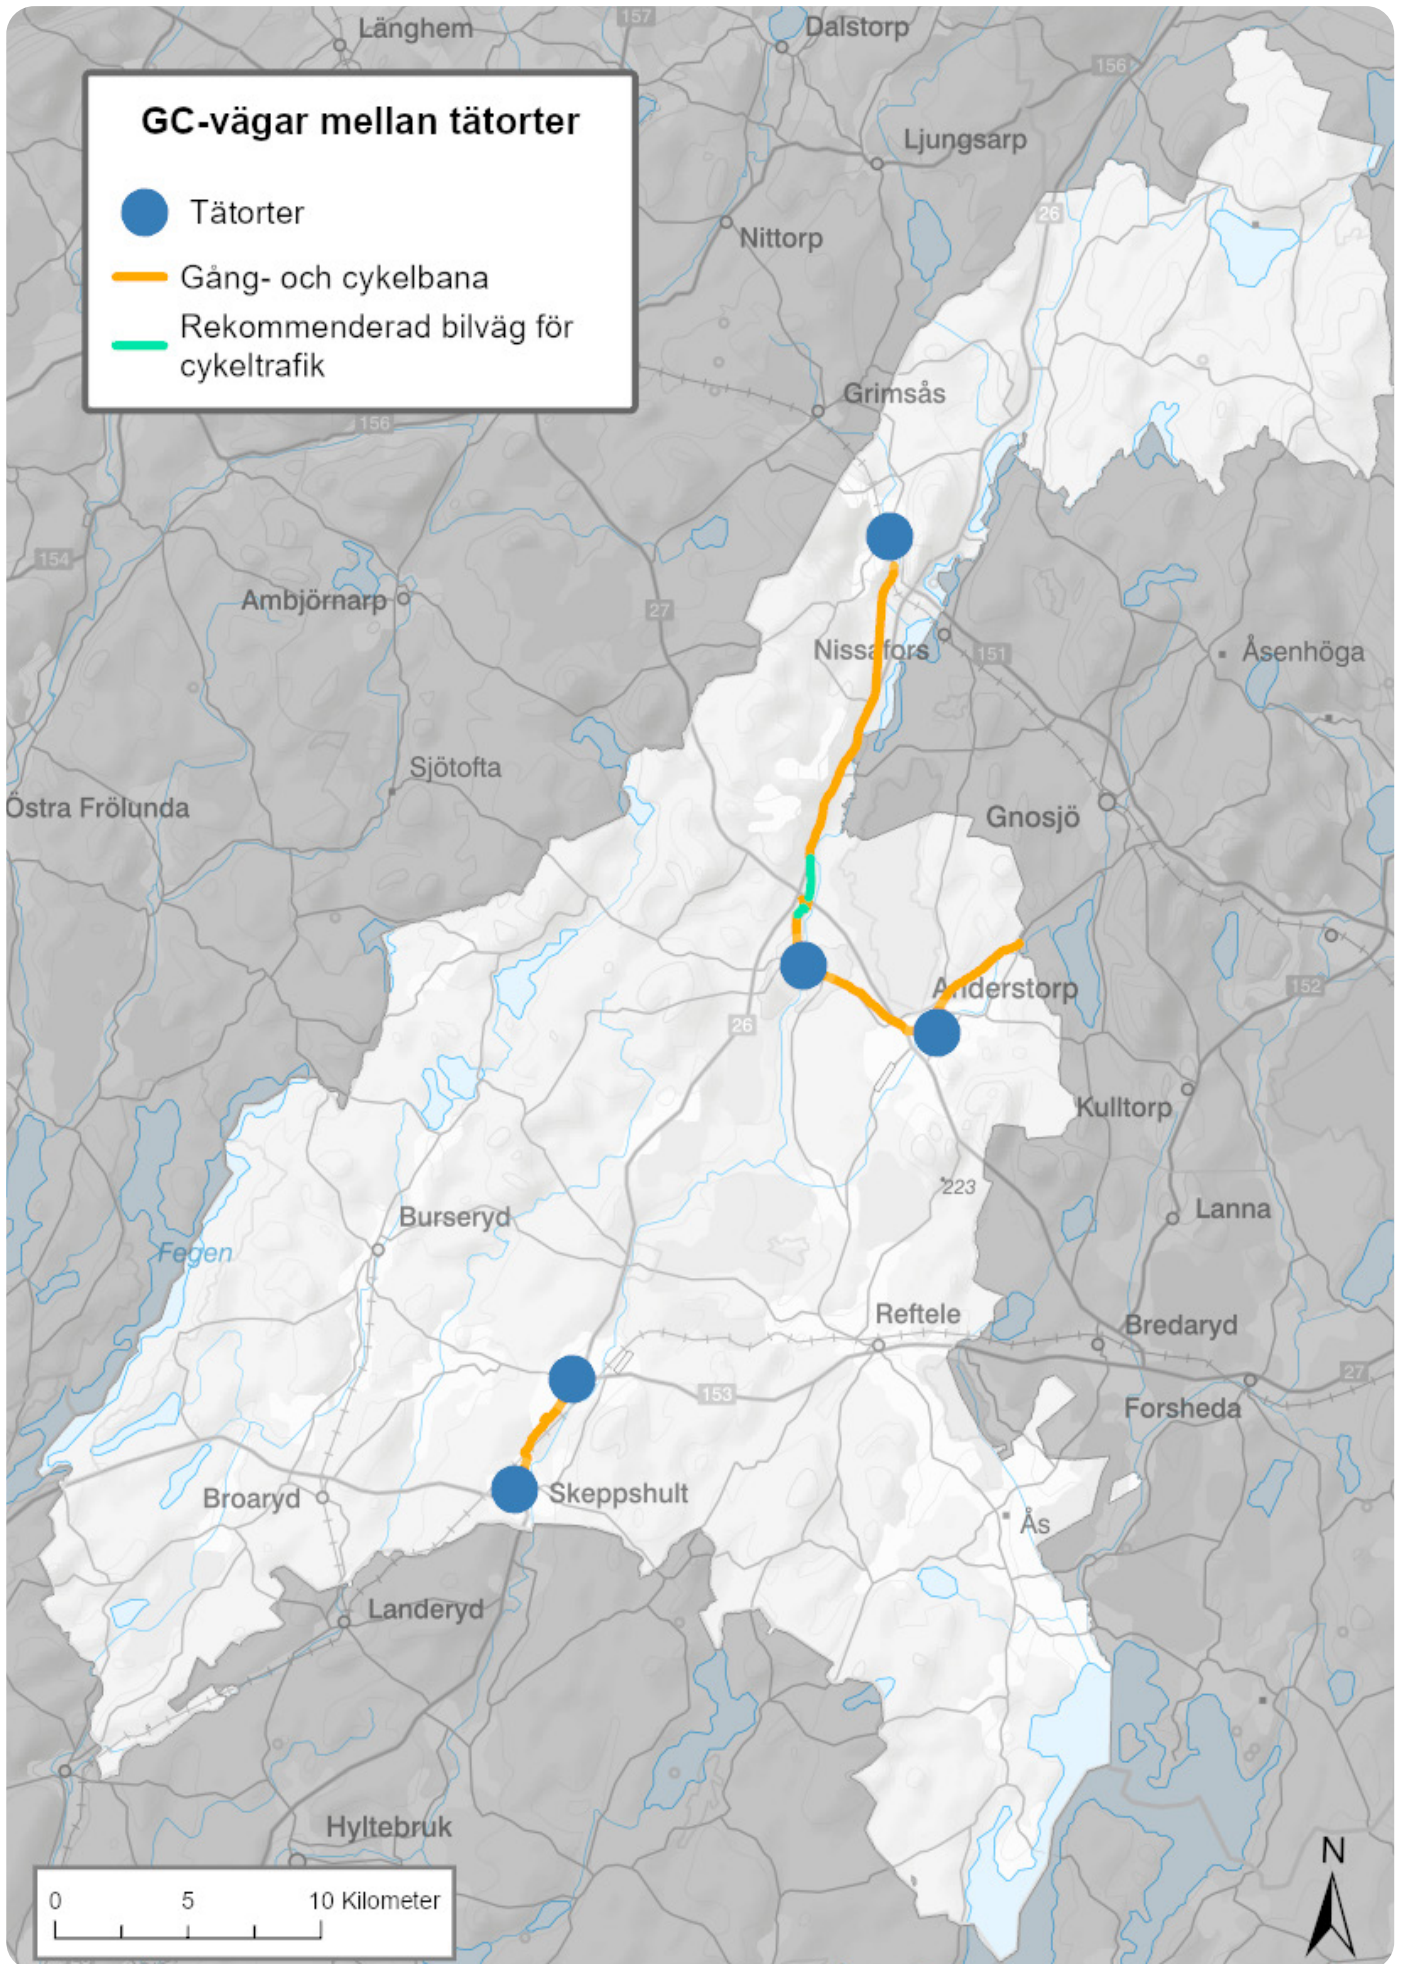 Länghem
157
Dalstorp
156
GC-vägar mellan tätorter
Tätorter
Gång- och cykelbana
Rekommenderad bilväg för
cykeltrafik
Ljungsarp
26
Nittorp
Grimsås
156
154
Ambjörnarp
27
Nissafors
151
Åsenhöga
Sjötofta
Östra Frölunda
Gnosjö
Anderstorp
152
26
Kulltorp
223
Burseryd
Lanna
Fegen
Reftele
Bredaryd
27
153
Forsheda
Broaryd
Skeppshult
Ås
Landeryd
Hyltebruk
N
0 5 10 Kilometer